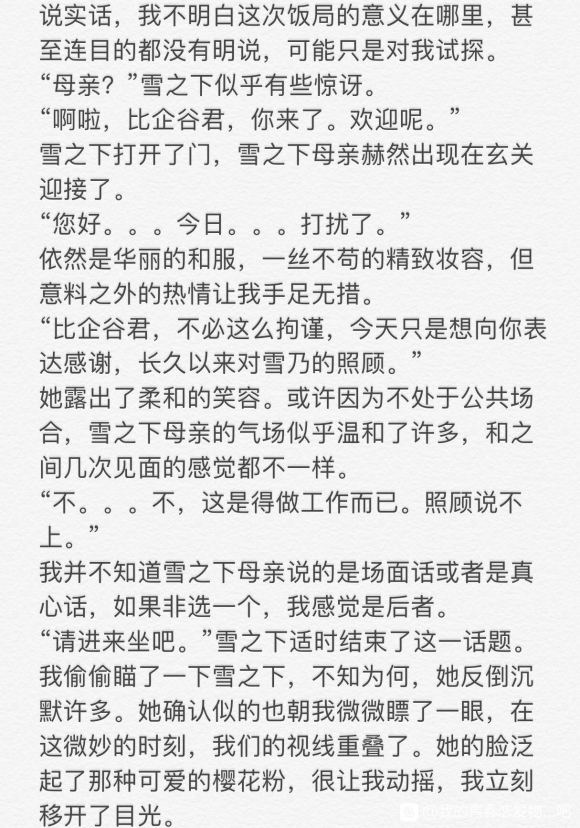 说实话，我不明白这次饭局的意义在哪里，甚
至连目的都没有明说，可能只是对我试探。
“母亲？”雪之下似乎有些惊讶。
“啊啦，比企谷君，你来了。欢迎呢。”
雪之下打开了门，雪之下母亲赫然出现在玄关
迎接了。
“您好。。。今日。。。打扰了。”
依然是华丽的和服，一丝不苟的精致妆容，但
意料之外的热情让我手足无措。
“比企谷君，不必这么拘谨，今天只是想向你表
达感谢，长久以来对雪乃的照顾。”
她露出了柔和的笑容。或许因为不处于公共场
合，雪之下母亲的气场似乎温和了许多，和之
间几次见面的感觉都不一样。
“不。。。不，这是得做工作而已。照顾说不
上。”
我并不知道雪之下母亲说的是场面话或者是真
心话，如果非选一个，我感觉是后者。
“请进来坐吧。”雪之下适时结束了这一话题。
我偷偷瞄了一下雪之下，不知为何，她反倒沉
默许多。她确认似的也朝我微微瞟了一眼，在
这微妙的时刻，我们的视线重叠了。她的脸泛
起了那种可爱的樱花粉，很让我动摇，我立刻
移开了目光。